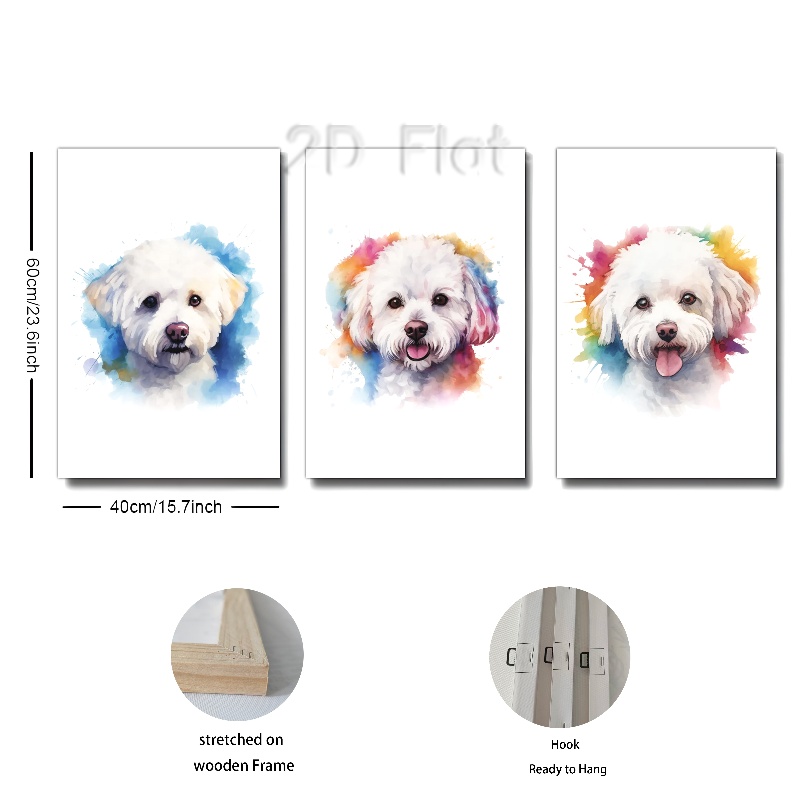 2D Flat
60cm/23.6inch
40cm/15.7inch
stretched on
wooden Frame
Hook
Ready to Hang